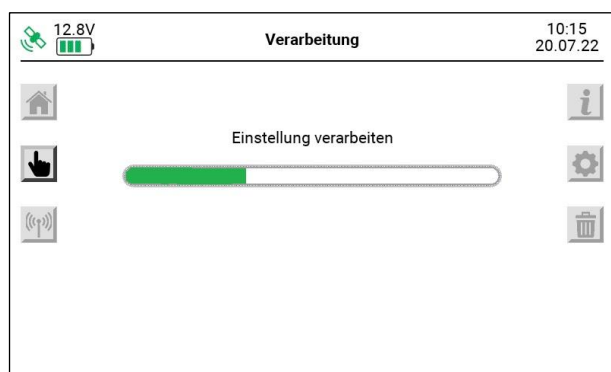 12.8V
Verarbeitung
10:15
20.07.22
Einstellung verarbeiten